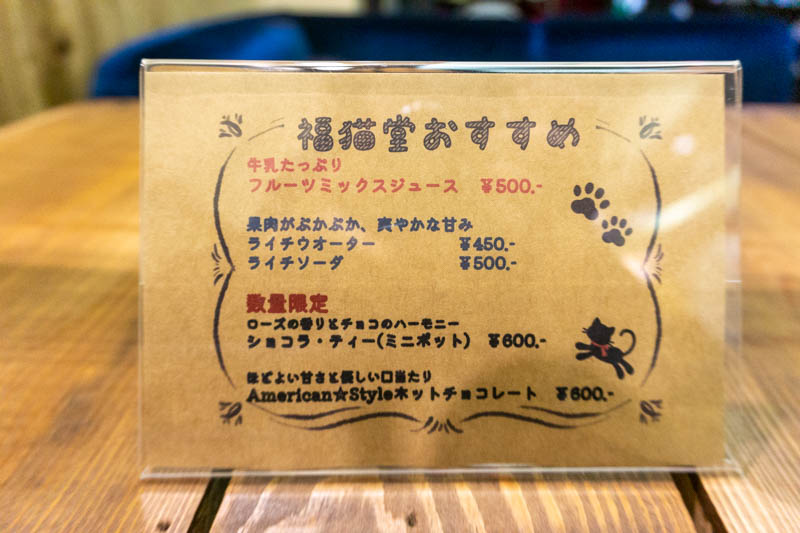 福猫堂おすすめ
牛乳たっぷり
フルーツミックスジュース ¥500.-
果肉がぷかぷか、爽やかな甘み
ライチウオーター ¥450.-
ライチソーダ ¥500.-
数量限定
ローズの香りとチョコのハーモニー
ショコラ・ティー(ミニポット) ¥600.-
ほどよい甘さと優しい口当たり
American☆Styleホットチョコレート ¥600.-